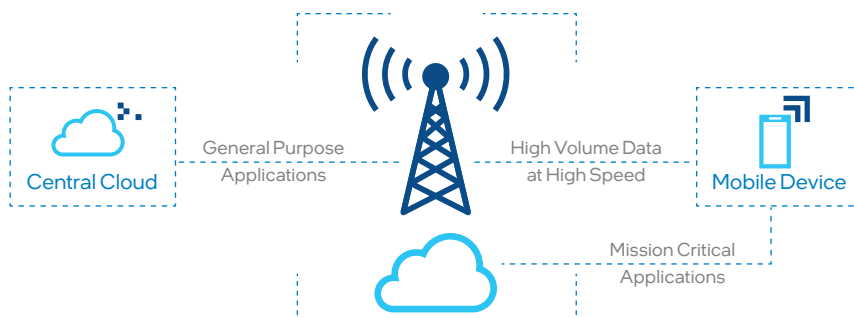 General Purpose
Applications
High Volume Data
at High Speed
Central Cloud
Mobile Device
Mission Critical
Applications